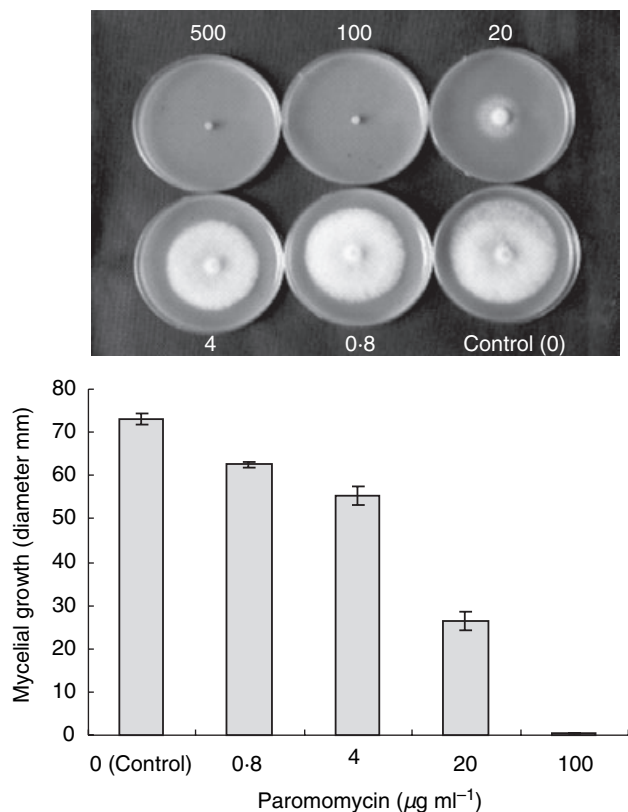 500 100 20
4 0·8 Control (0)
80
70
60
50
40
30
20
10
0
Mycelial growth (diameter mm)
0 (Control) 0·8 4 20 100
Paromomycin (µg ml⁻¹)